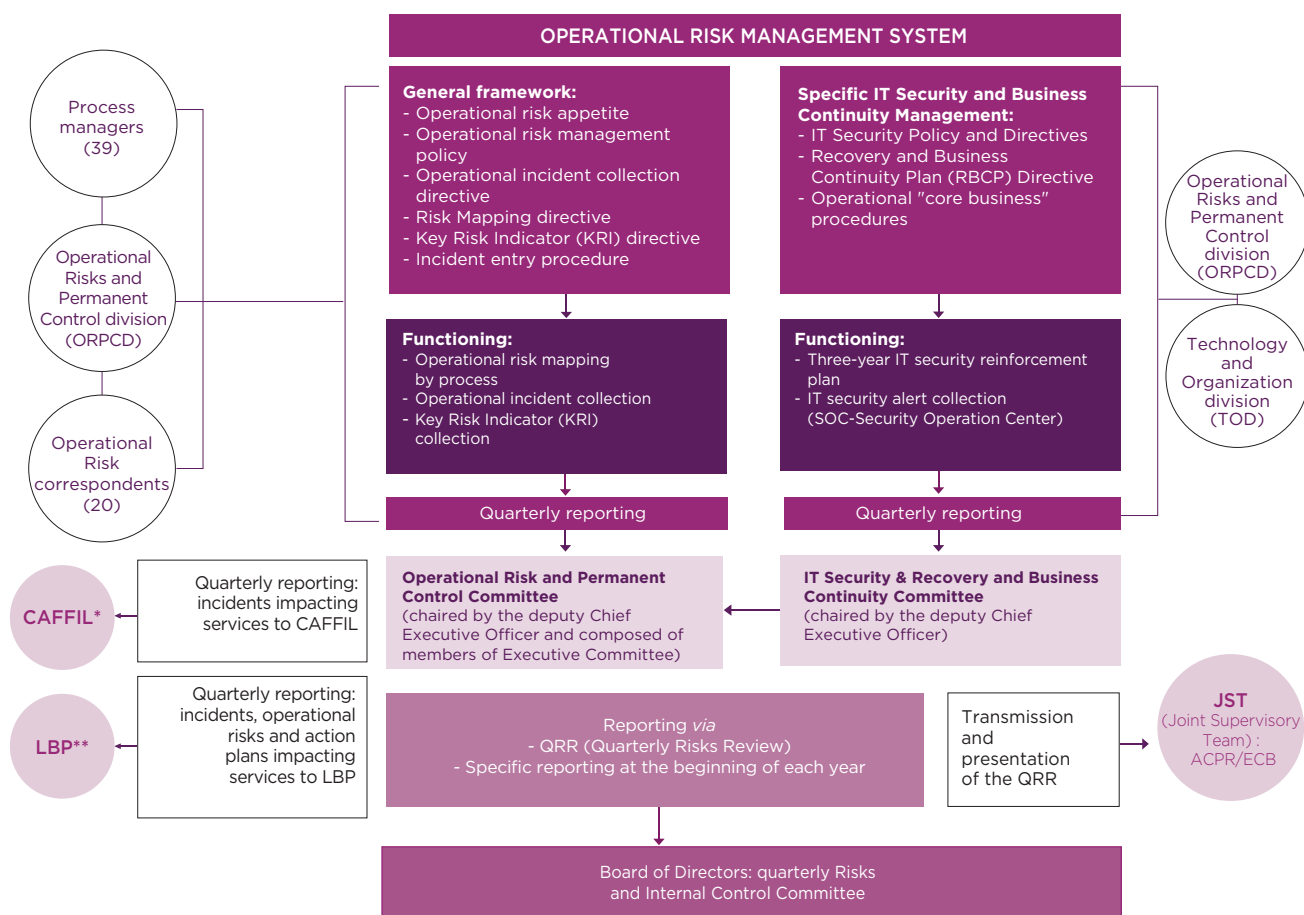 OPERATIONAL RISK MANAGEMENT SYSTEM
Process
managers
(39)
Operational
Risks and
Permanent
Control division
(ORPCD)
Operational
Risk
correspondents
(20)
General framework:
- Operational risk appetite
- Operational risk management
policy
- Operational incident collection
directive
- Risk Mapping directive
- Key Risk Indicator (KRI) directive
- Incident entry procedure
Specific IT Security and Business
Continuity Management:
- IT Security Policy and Directives
- Recovery and Business
Continuity Plan (RBCP) Directive
- Operational "core business"
procedures
Operational
Risks and
Permanent
Control
division
(ORPCD)
Technology
and
Organization
division
(TOD)
Functioning:
- Operational risk mapping
by process
- Operational incident collection
- Key Risk Indicator (KRI)
collection
Functioning:
- Three-year IT security reinforcement
plan
- IT security alert collection
(SOC-Security Operation Center)
Quarterly reporting
Quarterly reporting
CAFFIL*
Quarterly reporting:
incidents impacting
services to CAFFIL
Operational Risk and Permanent
Control Committee
(chaired by the deputy Chief
Executive Officer and composed of
members of Executive Committee)
IT Security & Recovery and Business
Continuity Committee
(chaired by the deputy Chief
Executive Officer)
LBP**
Quarterly reporting:
incidents, operational
risks and action
plans impacting
services to LBP
Reporting via
- QRR (Quarterly Risks Review)
- Specific reporting at the beginning of each year
Transmission
and
presentation
of the QRR
JST
(Joint Supervisory
Team) :
ACPR/ECB
Board of Directors: quarterly Risks
and Internal Control Committee